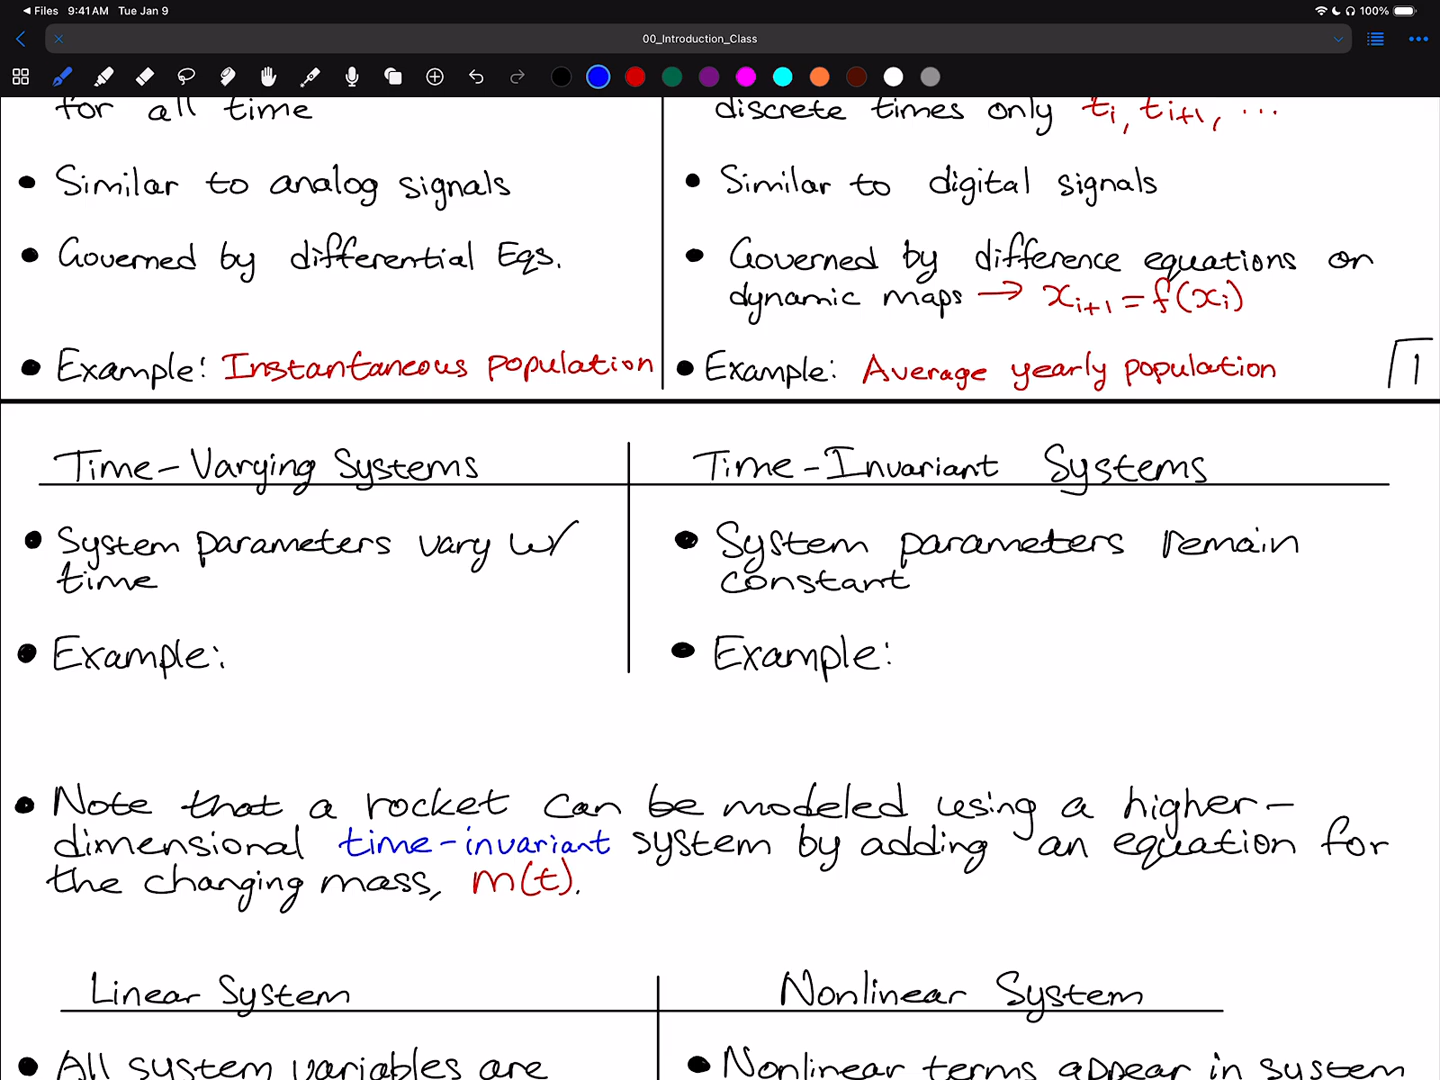 Files 9:41 AM Tue Jan 9 100%
00_Introduction_Class
for all time
discrete times only ti, ti+1, ...
• Similar to analog signals
• Similar to digital signals
• Governed by differential Eqs.
• Governed by difference equations or
dynamic maps → xi+1 = f(xi)
• Example: Instantaneous population
• Example: Average yearly population
1
Time-Varying Systems
Time-Invariant Systems
• System parameters vary w/
time
• System parameters remain
constant
• Example:
• Example:
• Note that a rocket can be modeled using a higher-
dimensional time-invariant system by adding an equation for
the changing mass, m(t).
Linear System
Nonlinear System
• All system variables are
• Nonlinear terms appear in system